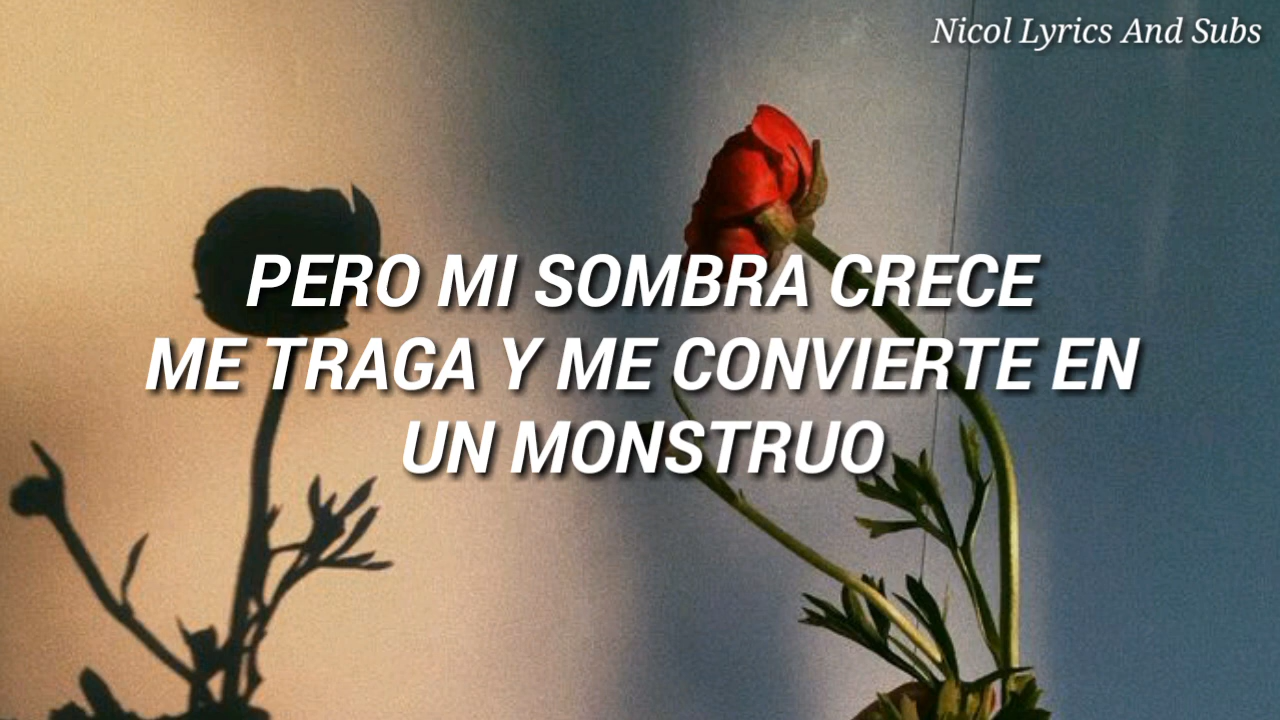 Nicol Lyrics And Subs
PERO MI SOMBRA CRECE
ME TRAGA Y ME CONVIERTE EN
UN MONSTRUO